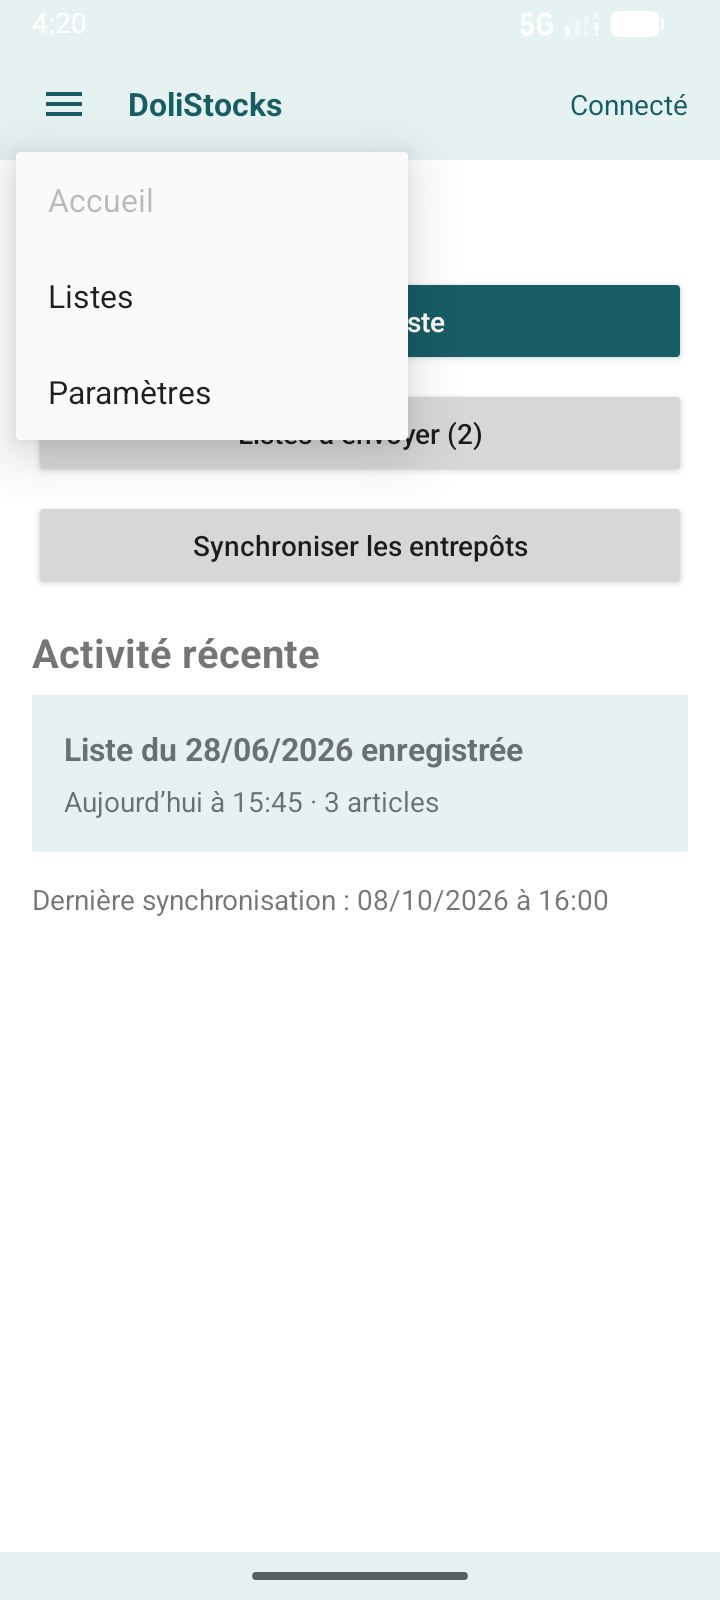 4:20 5G
DoliStocks Connecté
Accueil
Listes
Paramètres
ste
(2)
Synchroniser les entrepôts
Activité récente
Liste du 28/06/2026 enregistrée
Aujourd’hui à 15:45 · 3 articles
Dernière synchronisation : 08/10/2026 à 16:00